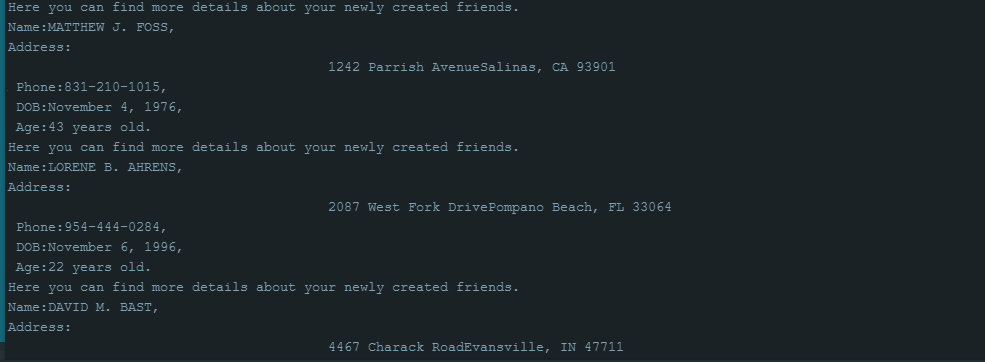 Here you can find more details about your newly created friends.
Name:MATTHEW J. FOSS,
Address:
1242 Parrish AvenueSalinas, CA 93901
Phone:831-210-1015,
DOB:November 4, 1976,
Age:43 years old.
Here you can find more details about your newly created friends.
Name:LORENE B. AHRENS,
Address:
2087 West Fork DrivePompano Beach, FL 33064
Phone:954-444-0284,
DOB:November 6, 1996,
Age:22 years old.
Here you can find more details about your newly created friends.
Name:DAVID M. BAST,
Address:
4467 Charack RoadEvansville, IN 47711